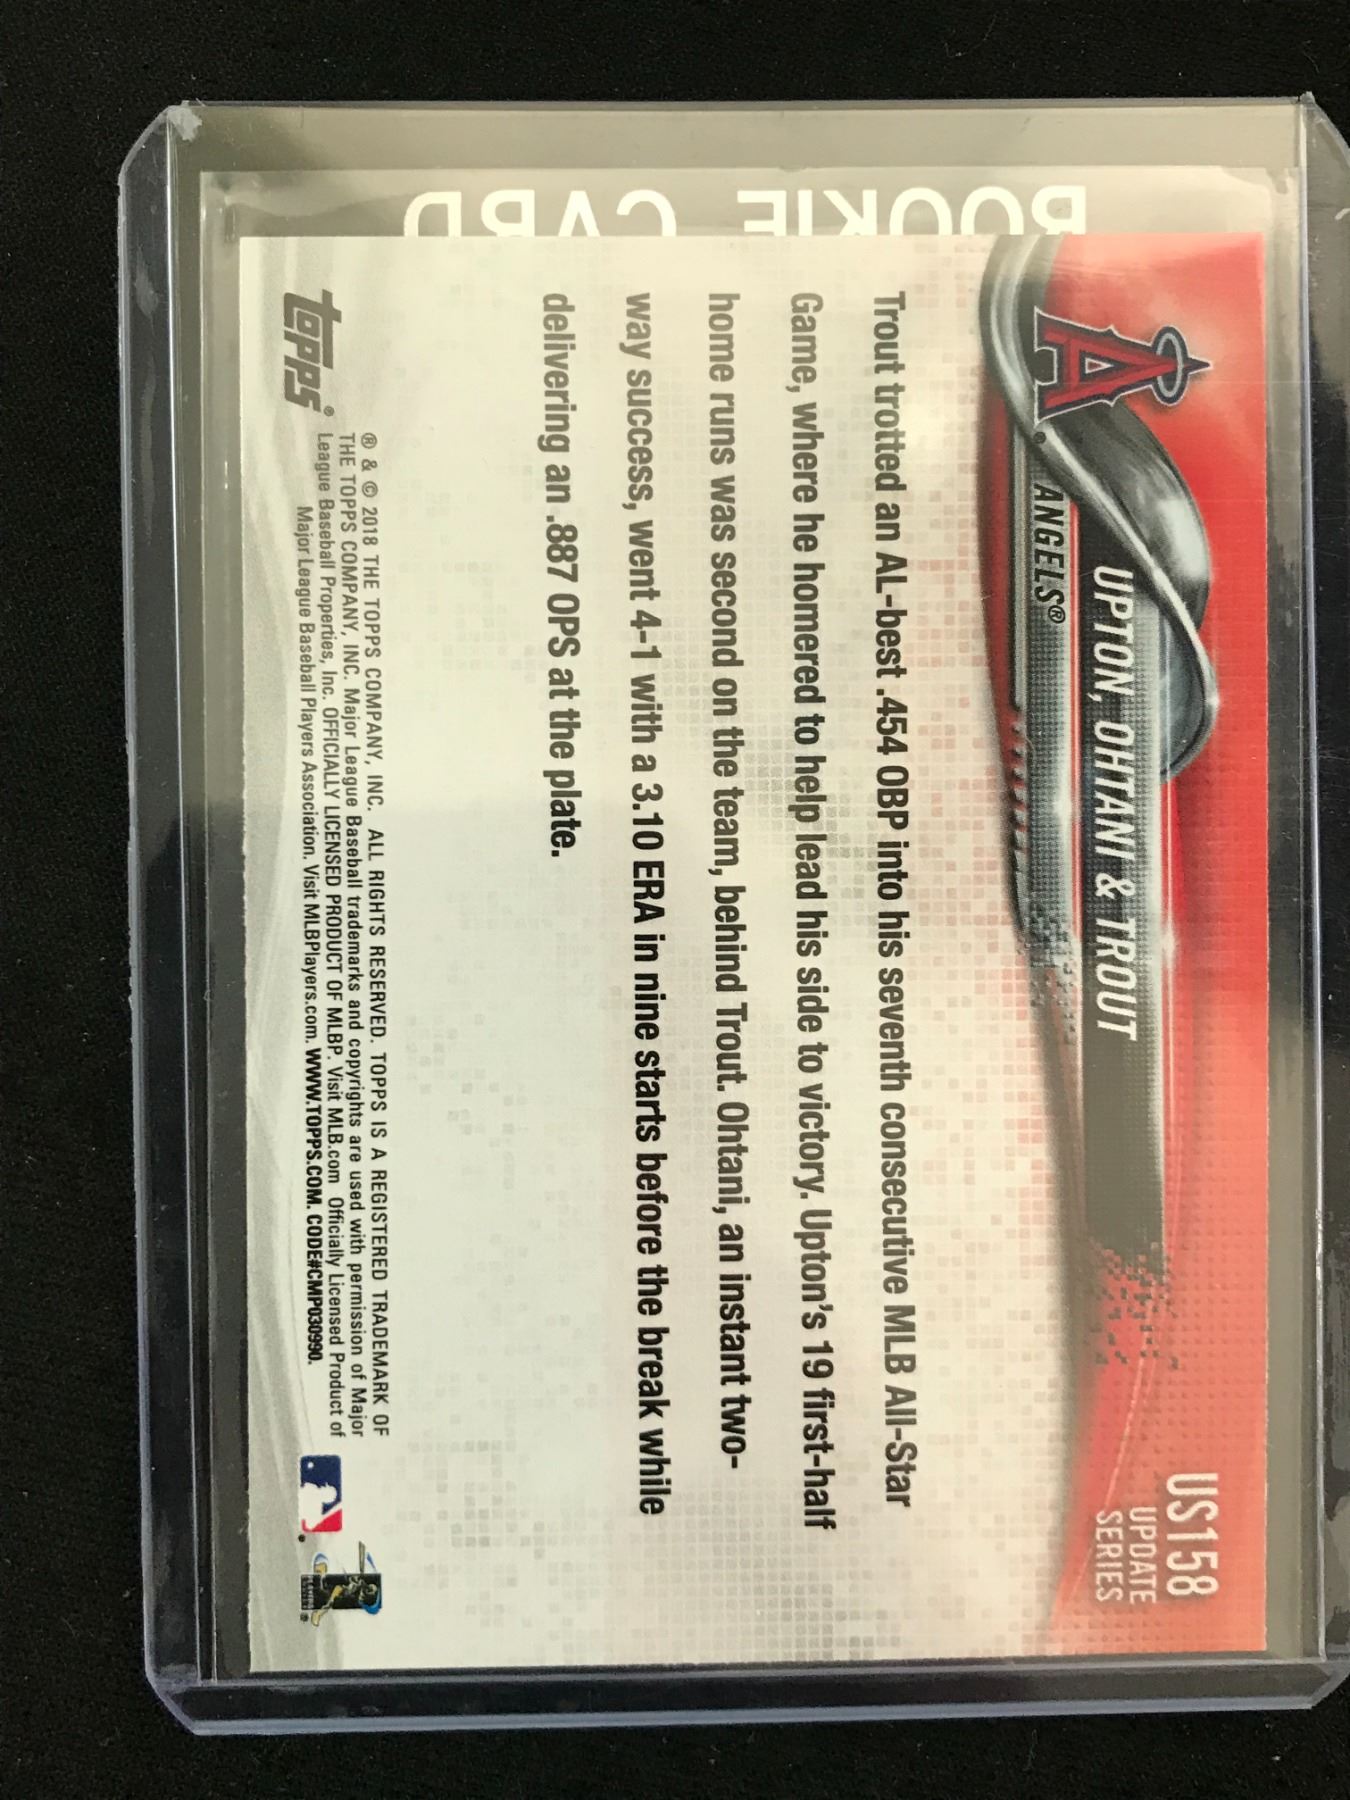 ROOKIE CARD
US158
UPDATE
SERIES
UPTON, OHTANI & TROUT
A®
ANGELS®
Trout trotted an AL-best .454 OBP into his seventh consecutive MLB All-Star
Game, where he homered to help lead his side to victory. Upton's 19 first-half
home runs was second on the team, behind Trout. Ohtani, an instant two-
way success, went 4-1 with a 3.10 ERA in nine starts before the break while
delivering an .887 OPS at the plate.
topps®
® & © 2018 THE TOPPS COMPANY, INC. ALL RIGHTS RESERVED. TOPPS IS A REGISTERED TRADEMARK OF
THE TOPPS COMPANY, INC. Major League Baseball trademarks and copyrights are used with permission of Major
League Baseball Properties, Inc. OFFICIALLY LICENSED PRODUCT OF MLBP. Visit MLB.com Officially Licensed Product of
Major League Baseball Players Association. Visit MLBPlayers.com. WWW.TOPPS.COM. CODE#CMP030990.